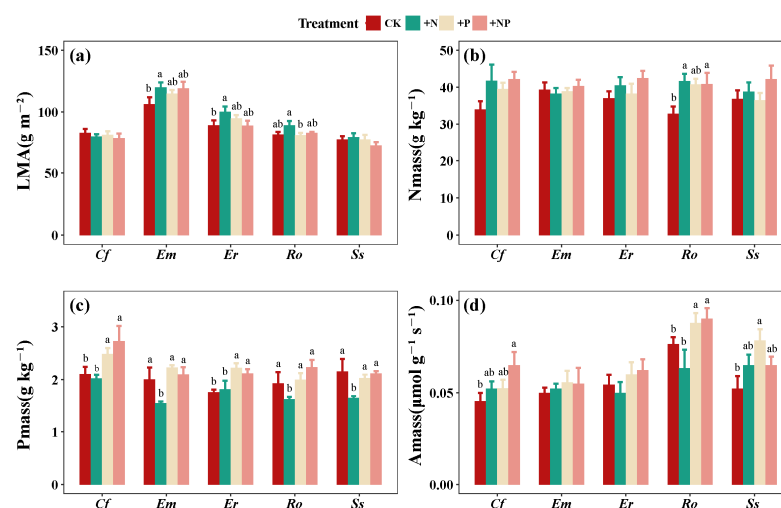 Treatment CK +N +P +NP
(a)
LMA(g m⁻²)
150
100
50
0
b a ab ab
b a ab ab
ab a b ab
Cf Em Er Ro Ss
(b)
Nmass(g kg⁻¹)
50
40
30
20
10
0
b a ab a
Cf Em Er Ro Ss
(c)
Pmass(g kg⁻¹)
3
2
1
0
b b a a
a b a a
b b a a
a b a a
a b a a
Cf Em Er Ro Ss
(d)
Amass(μmol g⁻¹ s⁻¹)
0.10
0.05
0.00
b ab ab a
b b a a
b ab a ab
Cf Em Er Ro Ss